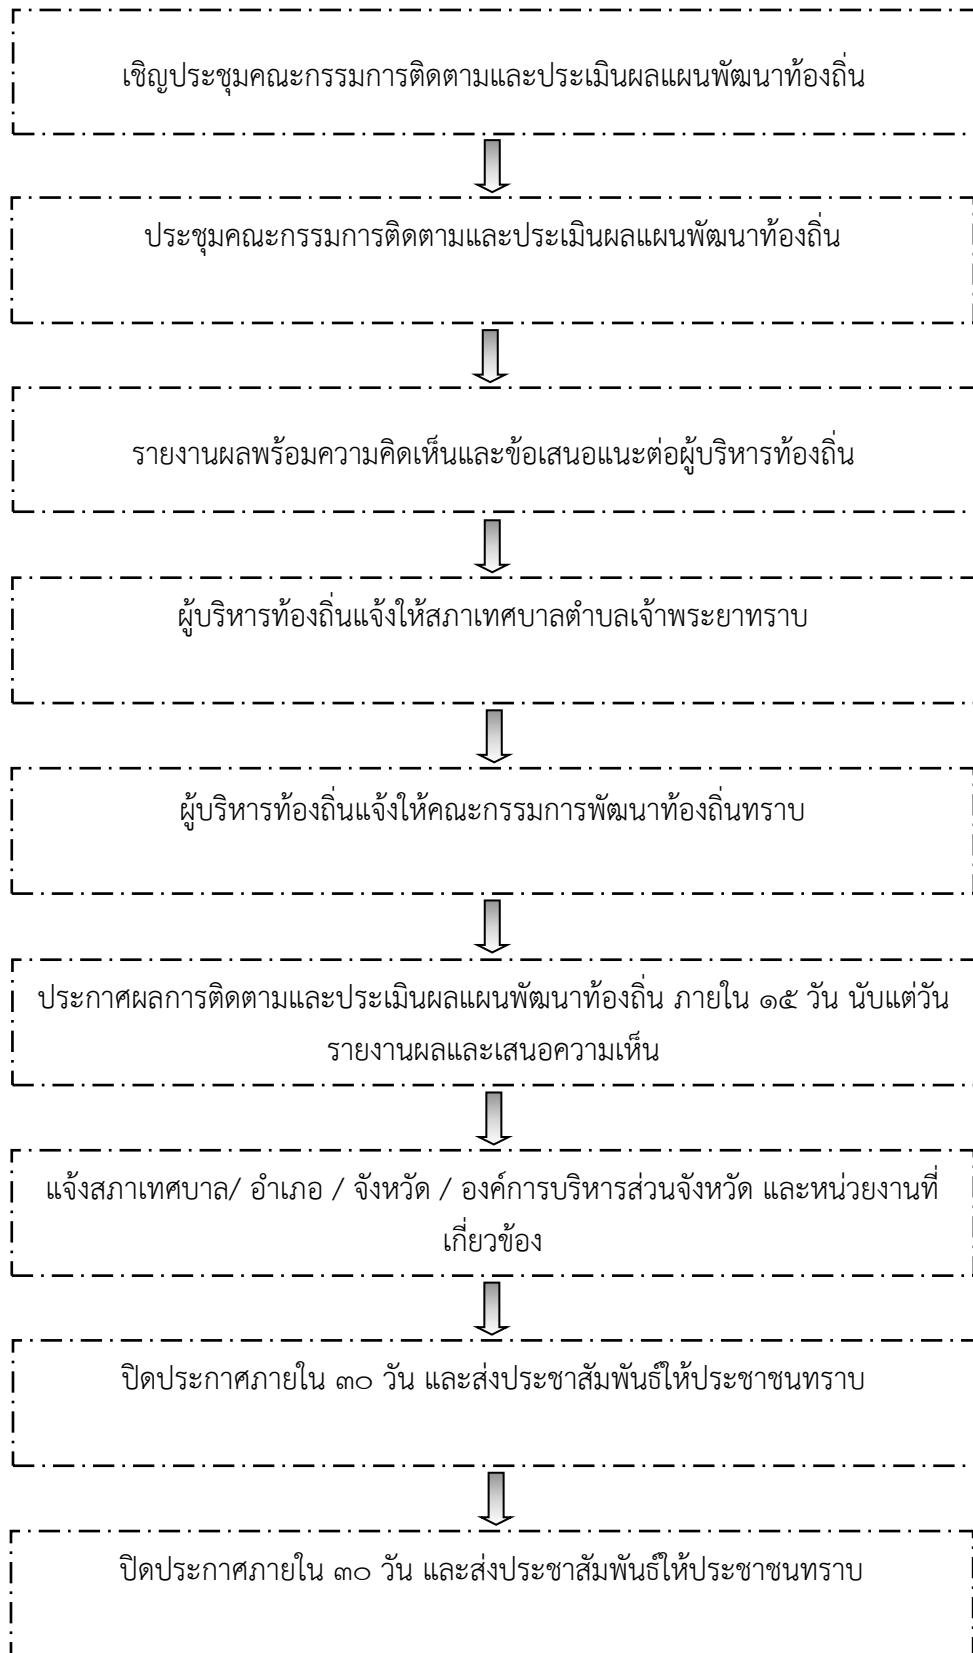 เชิญประชุมคณะกรรมการติดตามและประเมินผลแผนพัฒนาท้องถิ่น
ประชุมคณะกรรมการติดตามและประเมินผลแผนพัฒนาท้องถิ่น
รายงานผลพร้อมความคิดเห็นและข้อเสนอแนะต่อผู้บริหารท้องถิ่น
ผู้บริหารท้องถิ่นแจ้งให้สภาเทศบาลตำบลเจ้าพระยาทราบ
ผู้บริหารท้องถิ่นแจ้งให้คณะกรรมการพัฒนาท้องถิ่นทราบ
ประกาศผลการติดตามและประเมินผลแผนพัฒนาท้องถิ่น ภายใน ๑๕ วัน นับแต่วัน
รายงานผลและเสนอความเห็น
แจ้งสภาเทศบาล/ อำเภอ / จังหวัด / องค์การบริหารส่วนจังหวัด และหน่วยงานที่
เกี่ยวข้อง
ปิดประกาศภายใน ๓๐ วัน และส่งประชาสัมพันธ์ให้ประชาชนทราบ
ปิดประกาศภายใน ๓๐ วัน และส่งประชาสัมพันธ์ให้ประชาชนทราบ